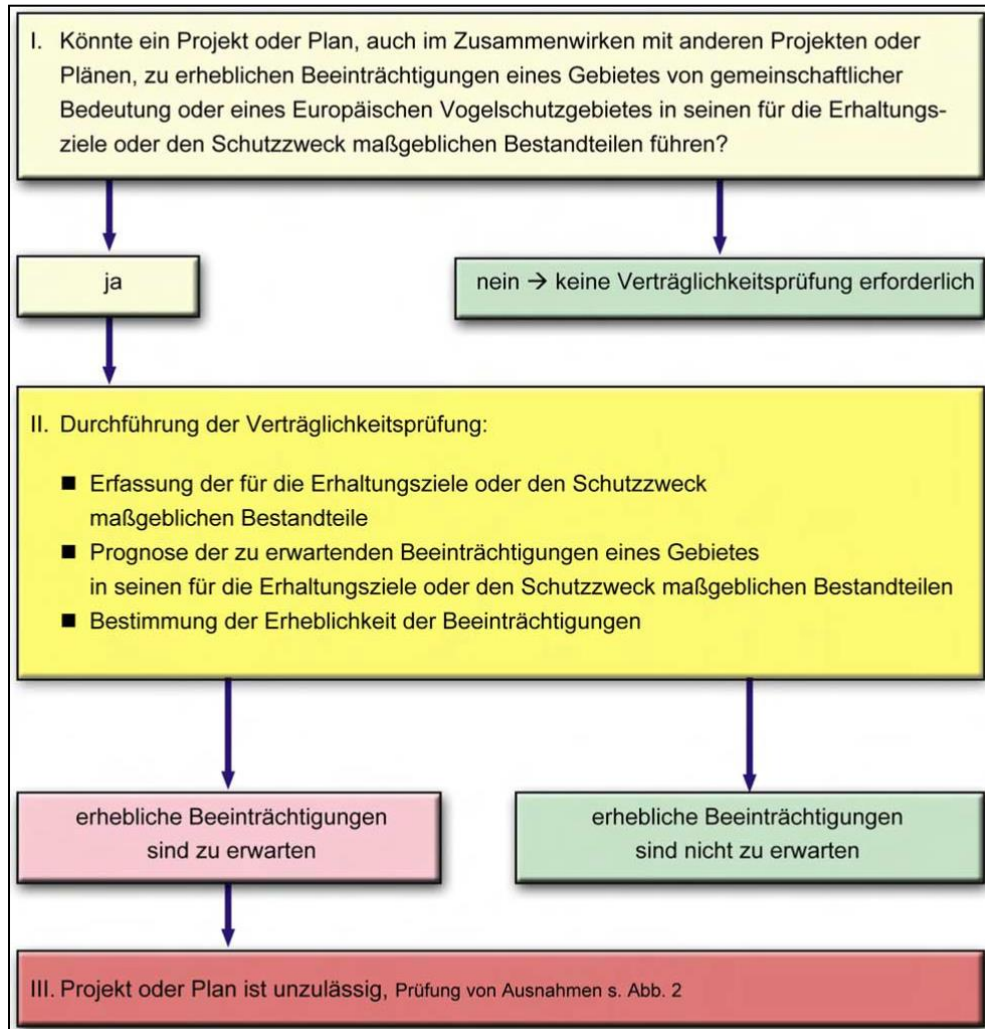 I. Könnte ein Projekt oder Plan, auch im Zusammenwirken mit anderen Projekten oder
Plänen, zu erheblichen Beeinträchtigungen eines Gebietes von gemeinschaftlicher
Bedeutung oder eines Europäischen Vogelschutzgebietes in seinen für die Erhaltungs-
ziele oder den Schutzzweck maßgeblichen Bestandteilen führen?
ja
nein → keine Verträglichkeitsprüfung erforderlich
II. Durchführung der Verträglichkeitsprüfung:
■ Erfassung der für die Erhaltungsziele oder den Schutzzweck
maßgeblichen Bestandteile
■ Prognose der zu erwartenden Beeinträchtigungen eines Gebietes
in seinen für die Erhaltungsziele oder den Schutzzweck maßgeblichen Bestandteilen
■ Bestimmung der Erheblichkeit der Beeinträchtigungen
erhebliche Beeinträchtigungen
sind zu erwarten
erhebliche Beeinträchtigungen
sind nicht zu erwarten
III. Projekt oder Plan ist unzulässig, Prüfung von Ausnahmen s. Abb. 2